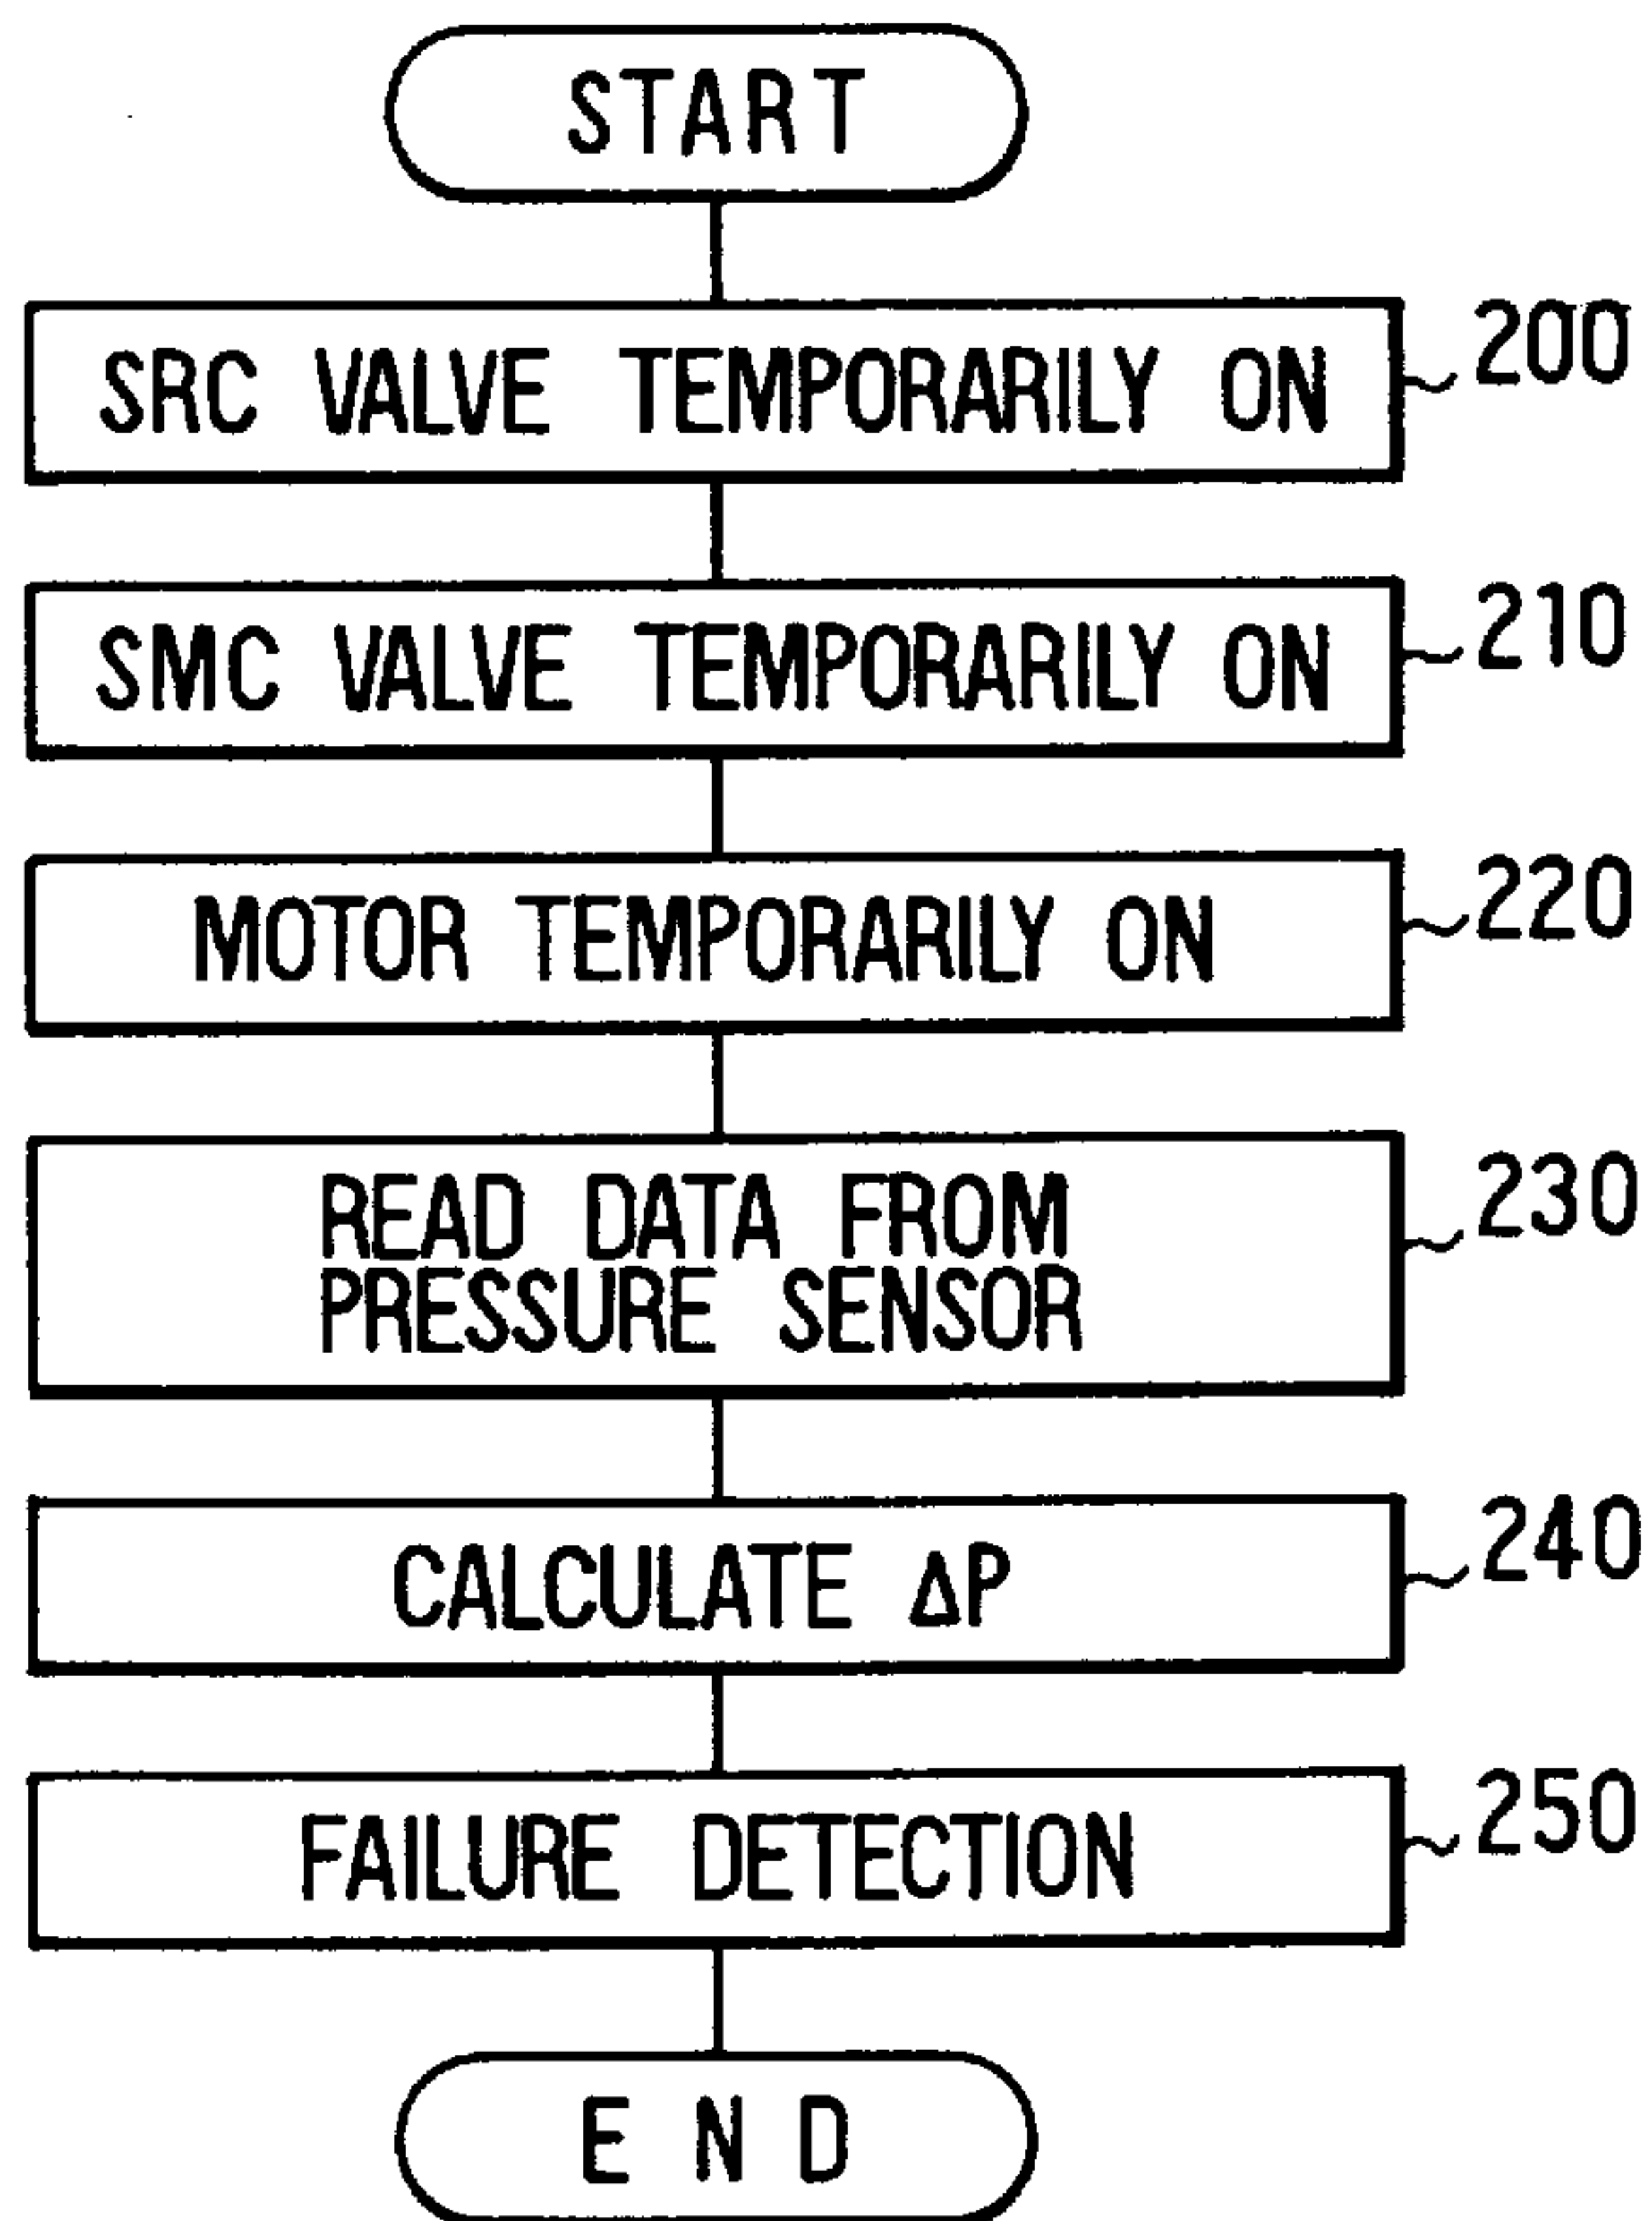 START
SRC VALVE TEMPORARILY ON
200
SMC VALVE TEMPORARILY ON
210
MOTOR TEMPORARILY ON
220
READ DATA FROM
PRESSURE SENSOR
230
CALCULATE ΔP
240
FAILURE DETECTION
250
END